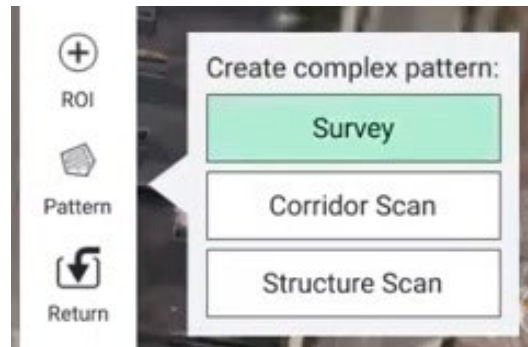 ROI
Pattern
Return
Create complex pattern:
Survey
Corridor Scan
Structure Scan